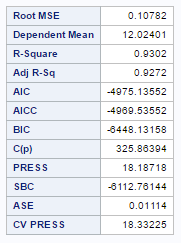 Root MSE 0.10782
Dependent Mean 12.02401
R-Square 0.9302
Adj R-Sq 0.9272
AIC -4975.13552
AICC -4969.53552
BIC -6448.13158
C(p) 325.86394
PRESS 18.18718
SBC -6112.76144
ASE 0.01114
CV PRESS 18.33225